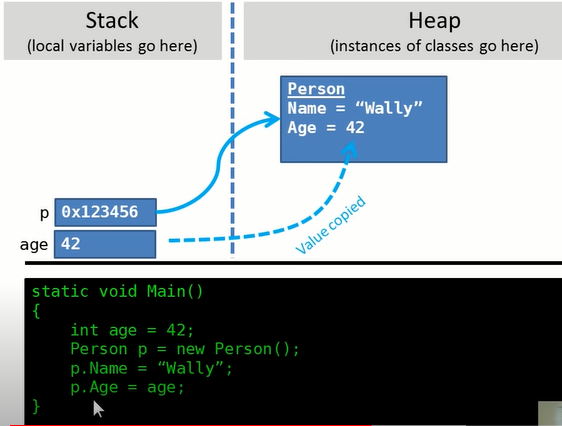 Stack
(local variables go here)
Heap
(instances of classes go here)
Person
Name = “Wally”
Age = 42
p 0x123456
age 42
Value copied
static void Main()
{
    int age = 42;
    Person p = new Person();
    p.Name = “Wally”;
    p.Age = age;
}